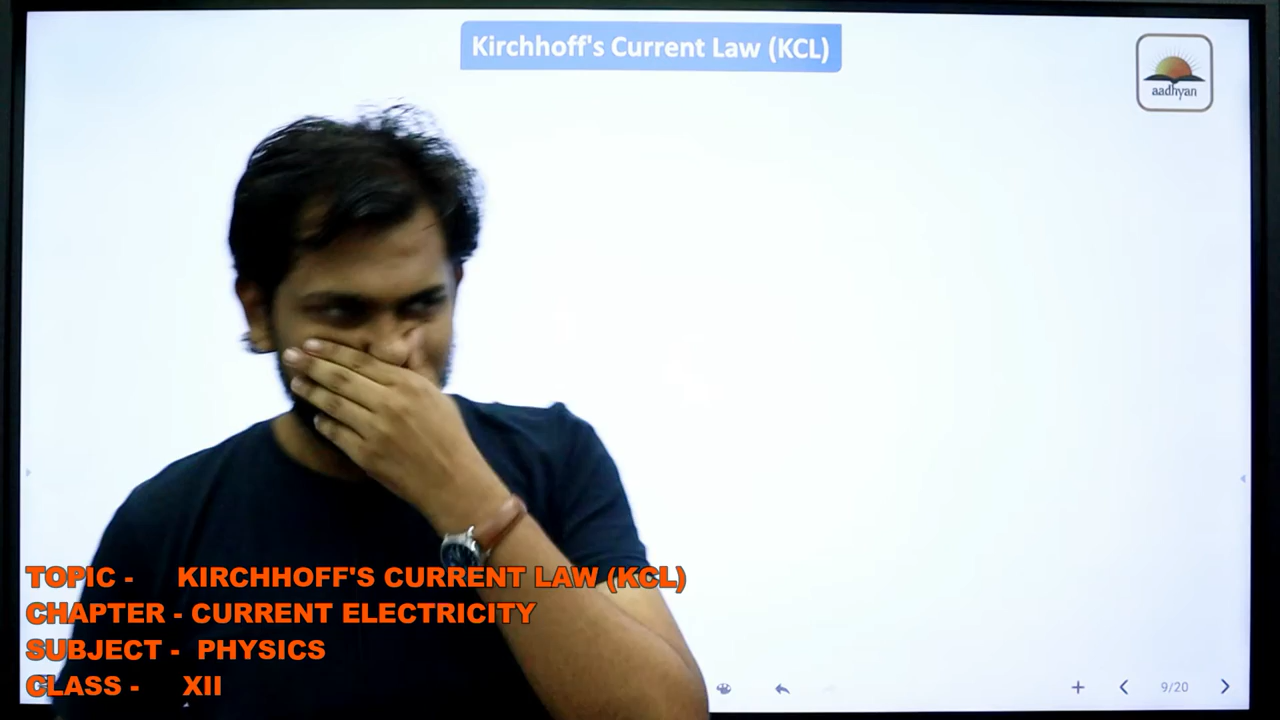 Kirchhoff's Current Law (KCL)
aadhyan
TOPIC - KIRCHHOFF'S CURRENT LAW (KCL)
CHAPTER - CURRENT ELECTRICITY
SUBJECT - PHYSICS
CLASS - XII
9/20